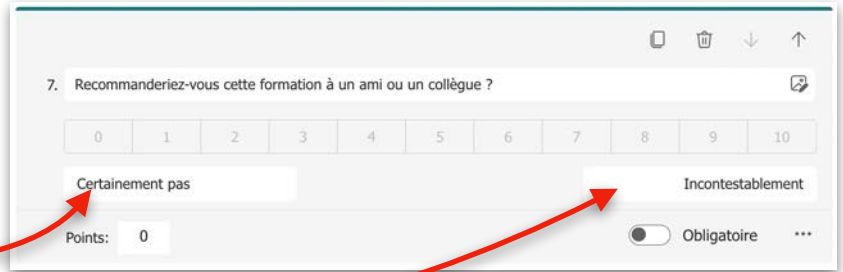 7. Recommanderiez-vous cette formation à un ami ou un collègue ?
0 1 2 3 4 5 6 7 8 9 10
Certainement pas Incontestablement
Points: 0 Obligatoire ...